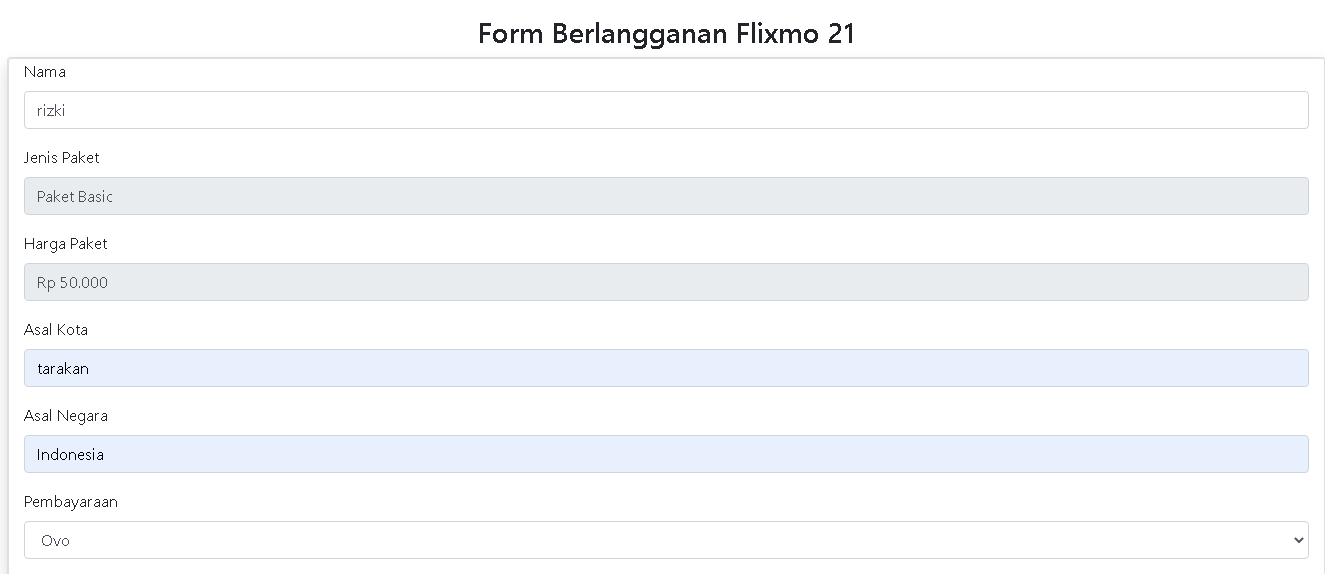 Form Berlangganan Flixmo 21
Nama
rizki
Jenis Paket
Paket Basic
Harga Paket
Rp 50.000
Asal Kota
tarakan
Asal Negara
Indonesia
Pembayaraan
Ovo